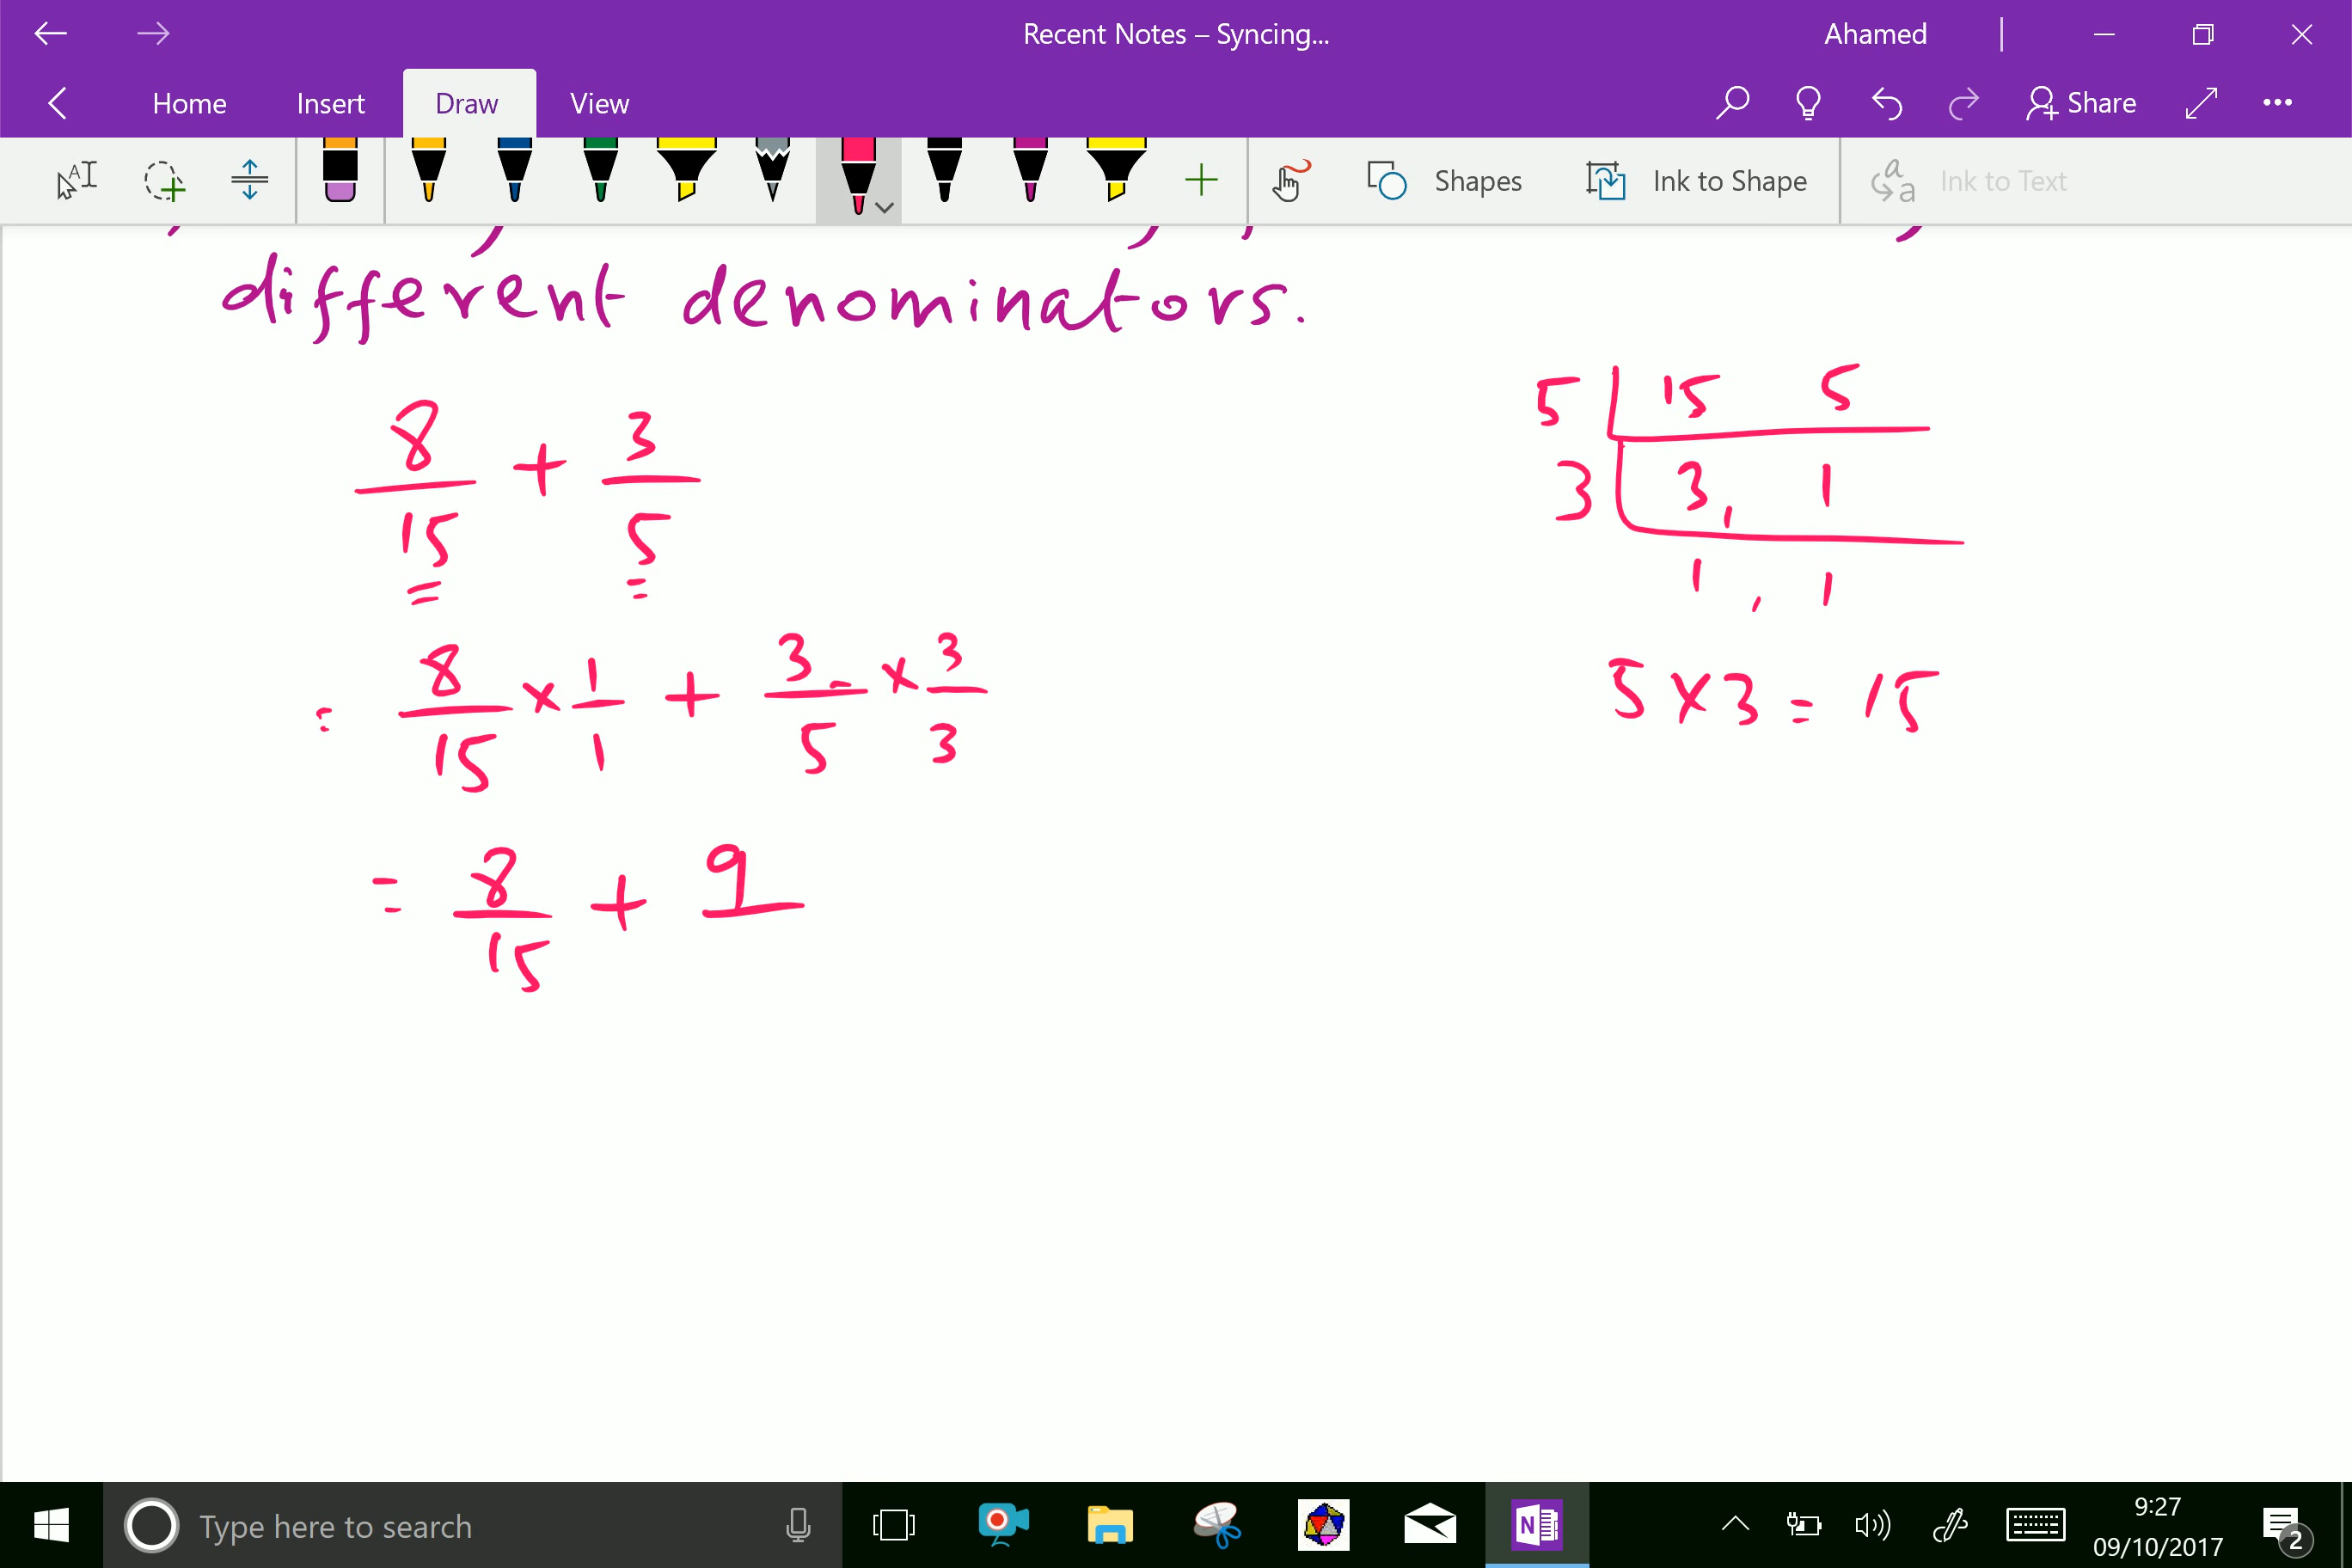 Recent Notes – Syncing...
Ahamed
Home Insert Draw View
Share
Shapes Ink to Shape Ink to Text
different denominators.
8/15 + 3/5
= 8/15 × 1/1 + 3/5 × 3/3
= 8/15 + 9/
5 | 15 5
3 | 3, 1
1, 1
5 × 3 = 15
Type here to search
9:27
09/10/2017
2